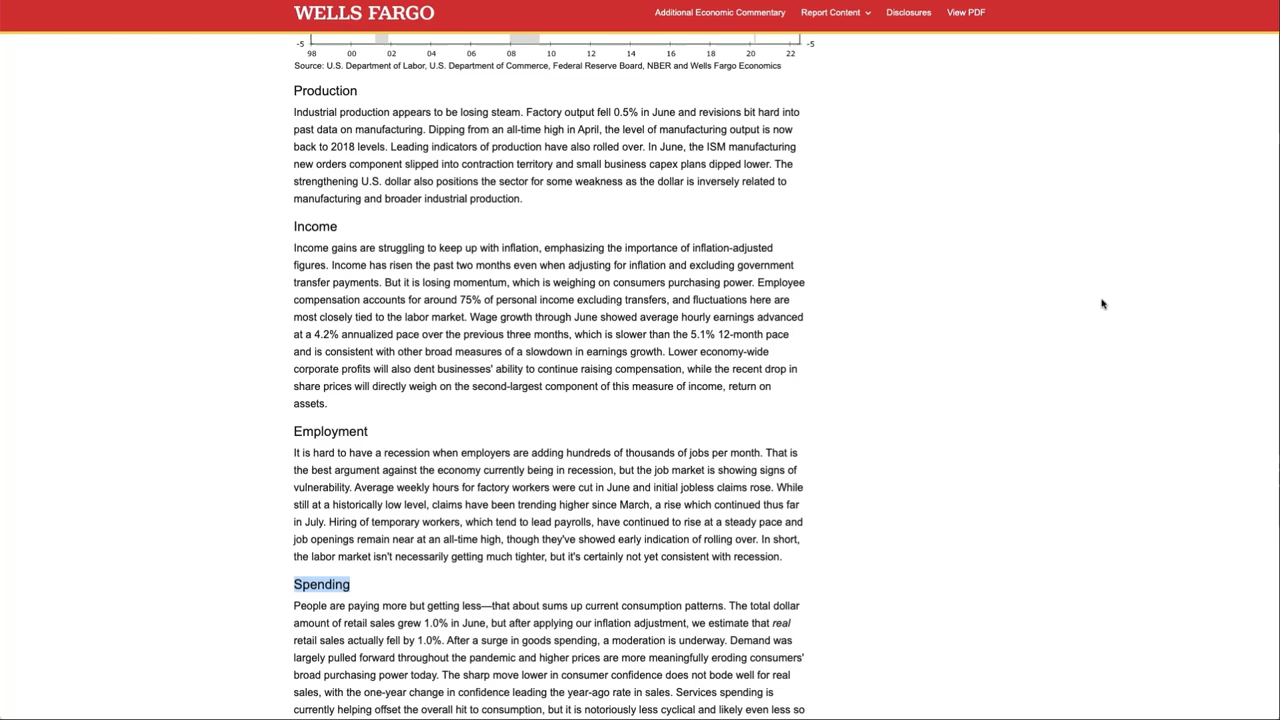 WELLS FARGO
Additional Economic Commentary Report Content Disclosures View PDF
-5 -5
98 00 02 04 06 08 10 12 14 16 18 20 22
Source: U.S. Department of Labor, U.S. Department of Commerce, Federal Reserve Board, NBER and Wells Fargo Economics
Production
Industrial production appears to be losing steam. Factory output fell 0.5% in June and revisions bit hard into
past data on manufacturing. Dipping from an all-time high in April, the level of manufacturing output is now
back to 2018 levels. Leading indicators of production have also rolled over. In June, the ISM manufacturing
new orders component slipped into contraction territory and small business capex plans dipped lower. The
strengthening U.S. dollar also positions the sector for some weakness as the dollar is inversely related to
manufacturing and broader industrial production.
Income
Income gains are struggling to keep up with inflation, emphasizing the importance of inflation-adjusted
figures. Income has risen the past two months even when adjusting for inflation and excluding government
transfer payments. But it is losing momentum, which is weighing on consumers purchasing power. Employee
compensation accounts for around 75% of personal income excluding transfers, and fluctuations here are
most closely tied to the labor market. Wage growth through June showed average hourly earnings advanced
at a 4.2% annualized pace over the previous three months, which is slower than the 5.1% 12-month pace
and is consistent with other broad measures of a slowdown in earnings growth. Lower economy-wide
corporate profits will also dent businesses' ability to continue raising compensation, while the recent drop in
share prices will directly weigh on the second-largest component of this measure of income, return on
assets.
Employment
It is hard to have a recession when employers are adding hundreds of thousands of jobs per month. That is
the best argument against the economy currently being in recession, but the job market is showing signs of
vulnerability. Average weekly hours for factory workers were cut in June and initial jobless claims rose. While
still at a historically low level, claims have been trending higher since March, a rise which continued thus far
in July. Hiring of temporary workers, which tend to lead payrolls, have continued to rise at a steady pace and
job openings remain near at an all-time high, though they've showed early indication of rolling over. In short,
the labor market isn't necessarily getting much tighter, but it's certainly not yet consistent with recession.
Spending
People are paying more but getting less—that about sums up current consumption patterns. The total dollar
amount of retail sales grew 1.0% in June, but after applying our inflation adjustment, we estimate that real
retail sales actually fell by 1.0%. After a surge in goods spending, a moderation is underway. Demand was
largely pulled forward throughout the pandemic and higher prices are more meaningfully eroding consumers'
broad purchasing power today. The sharp move lower in consumer confidence does not bode well for real
sales, with the one-year change in confidence leading the year-ago rate in sales. Services spending is
currently helping offset the overall hit to consumption, but it is notoriously less cyclical and likely even less so